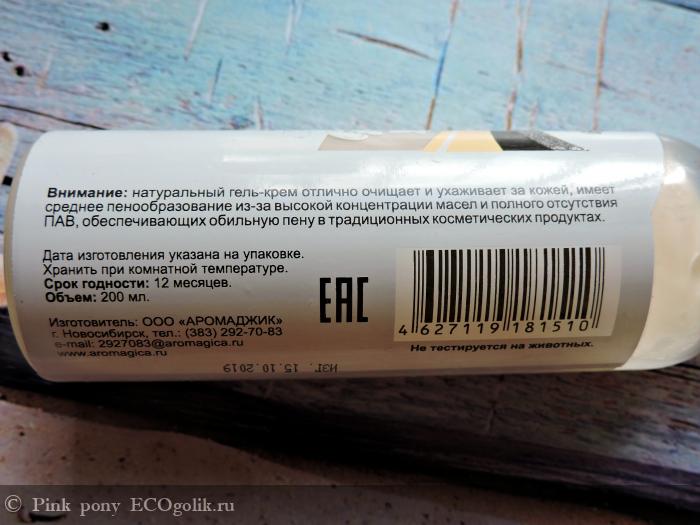 Внимание: натуральный гель-крем отлично очищает и ухаживает за кожей, имеет
среднее пенообразование из-за высокой концентрации масел и полного отсутствия
ПАВ, обеспечивающих обильную пену в традиционных косметических продуктах.
Дата изготовления указана на упаковке.
Хранить при комнатной температуре.
Срок годности: 12 месяцев.
Объем: 200 мл.
Изготовитель: ООО «АРОМАДЖИК»
г. Новосибирск, тел.: (383) 292-70-83
e-mail: 2927083@aromagica.ru
www.aromagica.ru
EAC
4 627119 181510
Не тестируется на животных.
ИЗГ. 15.10.2019
© Pink pony ECOgolik.ru